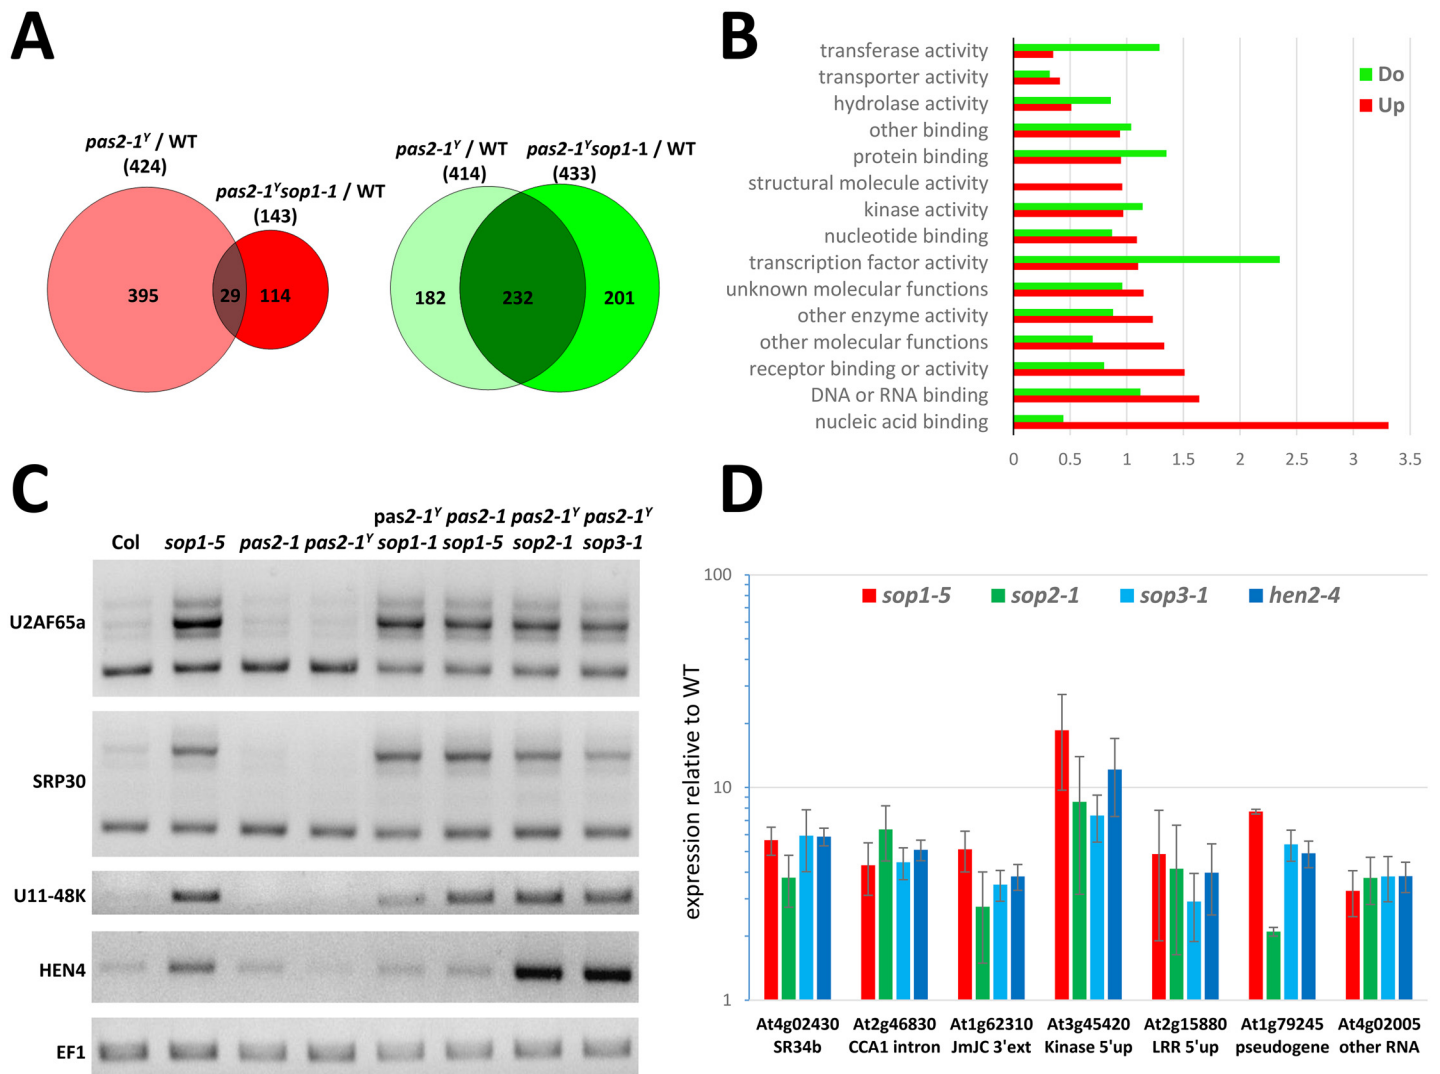 A
pas2-1Y / WT
(424)
pas2-1Ysop1-1 / WT
(143)
395
29
114
pas2-1Y / WT
(414)
pas2-1Ysop1-1 / WT
(433)
182
232
201
B
transferase activity
transporter activity
hydrolase activity
other binding
protein binding
structural molecule activity
kinase activity
nucleotide binding
transcription factor activity
unknown molecular functions
other enzyme activity
other molecular functions
receptor binding or activity
DNA or RNA binding
nucleic acid binding
0 0.5 1 1.5 2 2.5 3 3.5
Do
Up
C
Col
sop1-5
pas2-1
pas2-1Y
pas2-1Y sop1-1
pas2-1 sop1-5
pas2-1Y sop2-1
pas2-1Y sop3-1
U2AF65a
SRP30
U11-48K
HEN4
EF1
D
expression relative to WT
100
10
1
sop1-5
sop2-1
sop3-1
hen2-4
At4g02430
SR34b
At2g46830
CCA1 intron
At1g62310
JmJC 3'ext
At3g45420
Kinase 5'up
At2g15880
LRR 5'up
At1g79245
pseudogene
At4g02005
other RNA